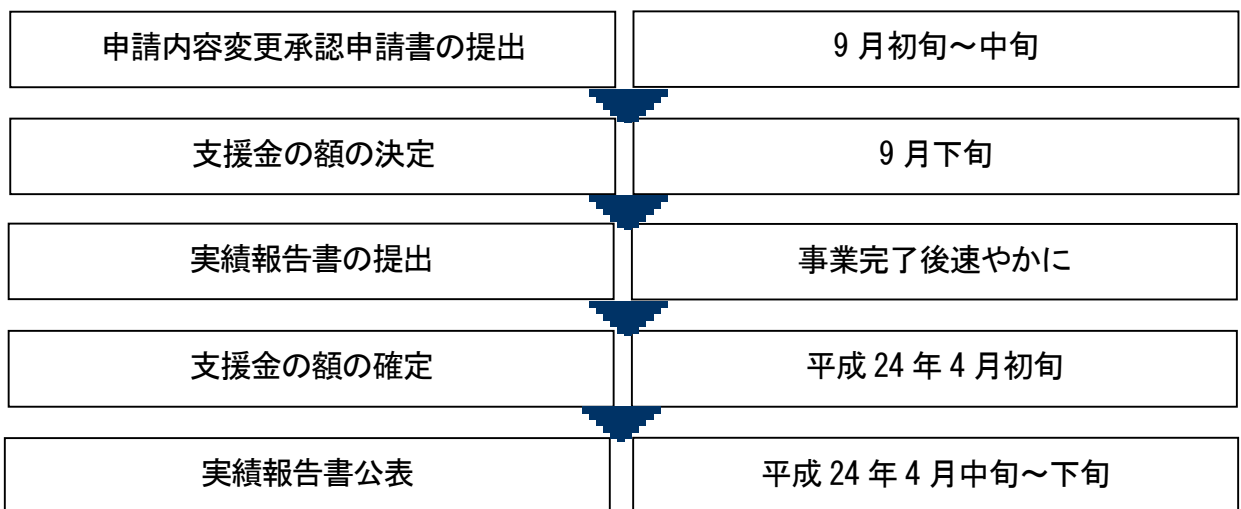 申請内容変更承認申請書の提出
9月初旬～中旬
支援金の額の決定
9月下旬
実績報告書の提出
事業完了後速やかに
支援金の額の確定
平成24年4月初旬
実績報告書公表
平成24年4月中旬～下旬